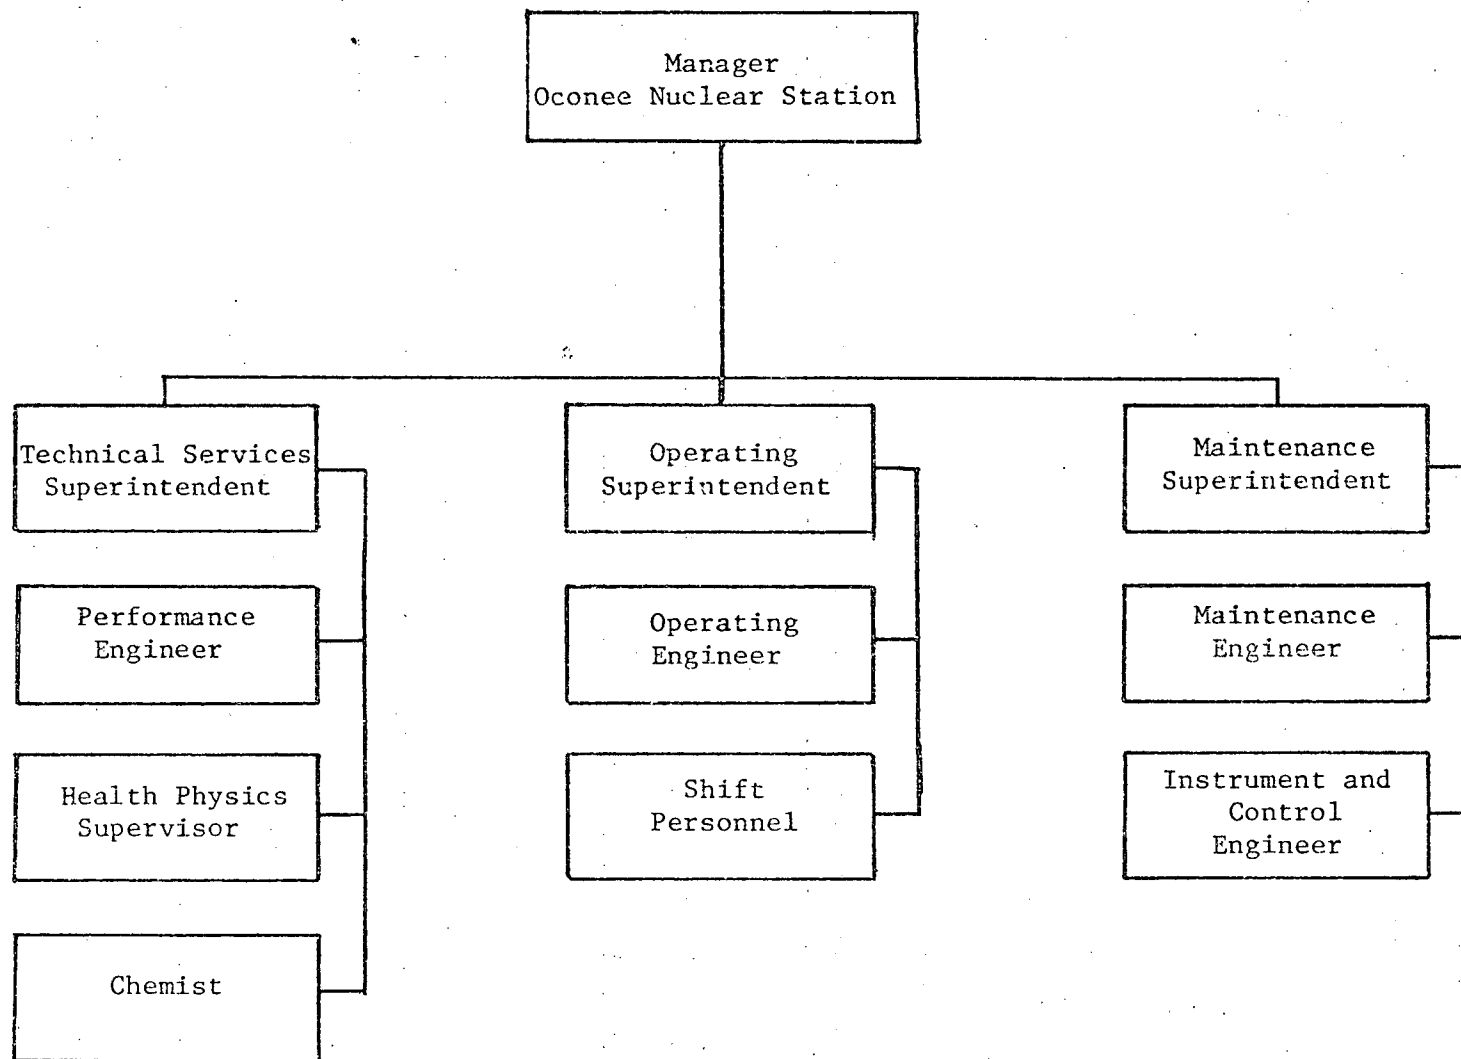 Manager
Oconee Nuclear Station
Technical Services
Superintendent
Performance
Engineer
Health Physics
Supervisor
Chemist
Operating
Superintendent
Operating
Engineer
Shift
Personnel
Maintenance
Superintendent
Maintenance
Engineer
Instrument and
Control
Engineer